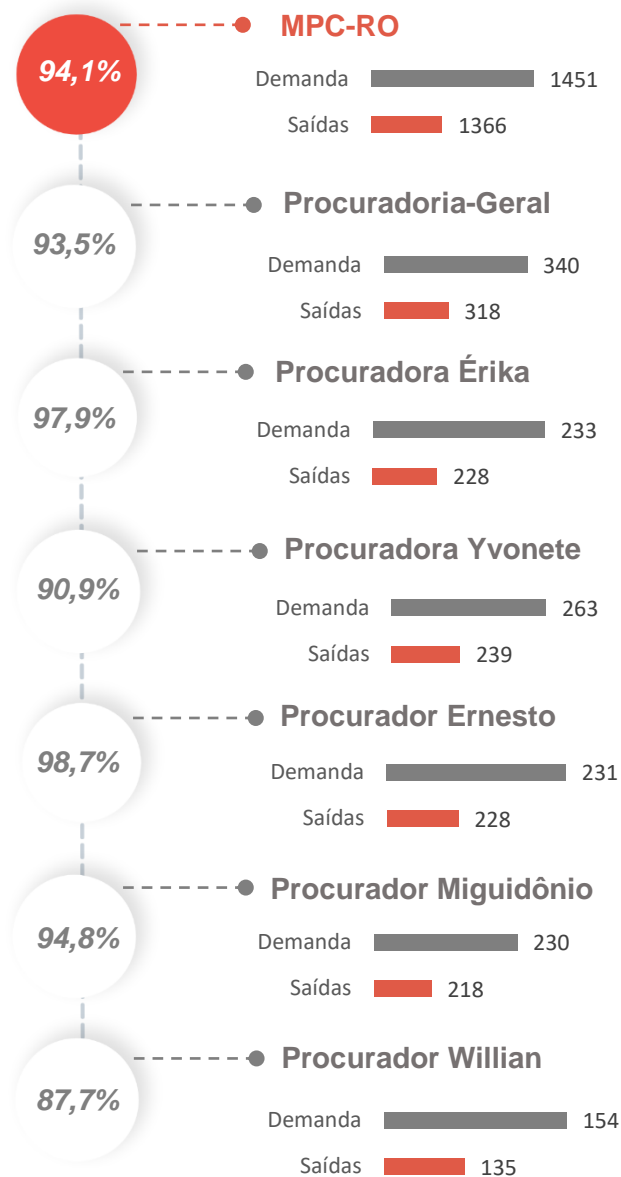 MPC-RO
94,1%
Demanda 1451
Saídas 1366
Procuradoria-Geral
93,5%
Demanda 340
Saídas 318
Procuradora Érika
97,9%
Demanda 233
Saídas 228
Procuradora Yvonete
90,9%
Demanda 263
Saídas 239
Procurador Ernesto
98,7%
Demanda 231
Saídas 228
Procurador Miguidônio
94,8%
Demanda 230
Saídas 218
Procurador Willian
87,7%
Demanda 154
Saídas 135